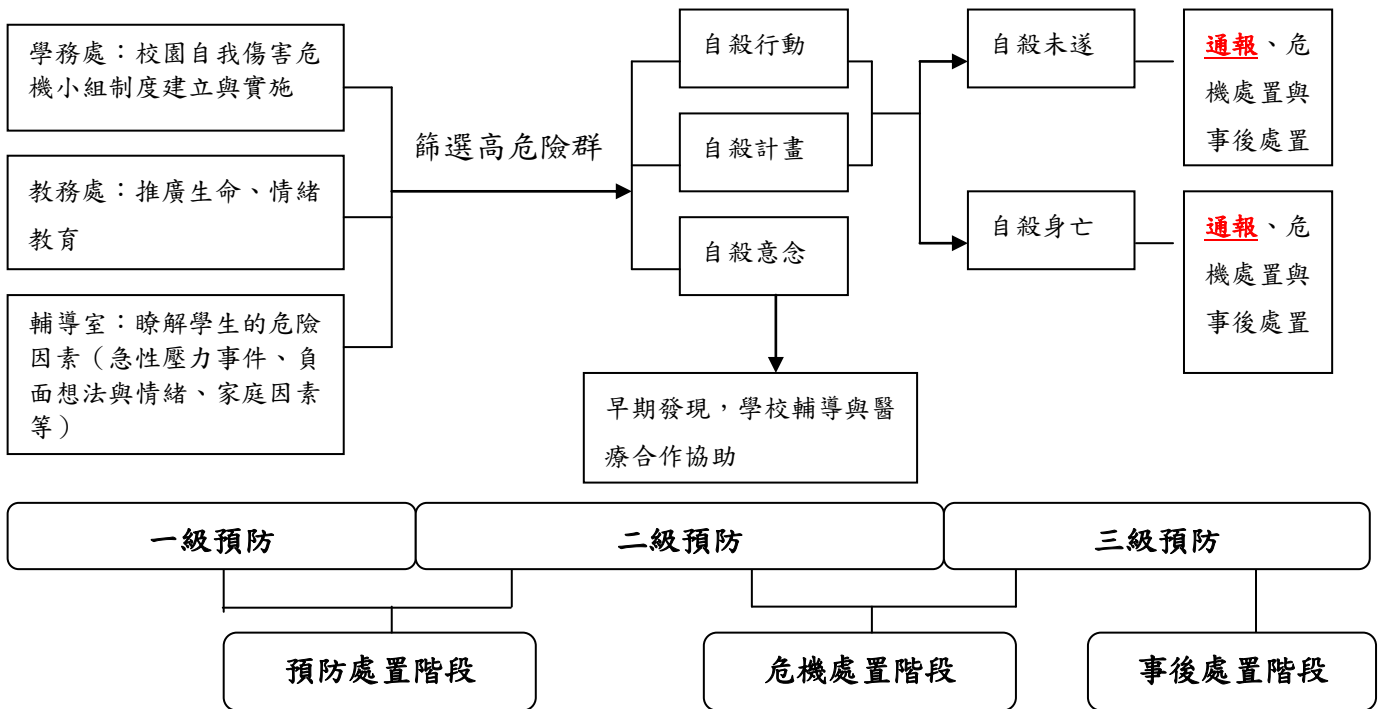 學務處：校園自我傷害危
機小組制度建立與實施
教務處：推廣生命、情緒
教育
輔導室：瞭解學生的危險
因素（急性壓力事件、負
面想法與情緒、家庭因素
等）
篩選高危險群
自殺行動
自殺計畫
自殺意念
早期發現，學校輔導與醫
療合作協助
自殺未遂
自殺身亡
通報、危
機處置與
事後處置
通報、危
機處置與
事後處置
一級預防
二級預防
三級預防
預防處置階段
危機處置階段
事後處置階段